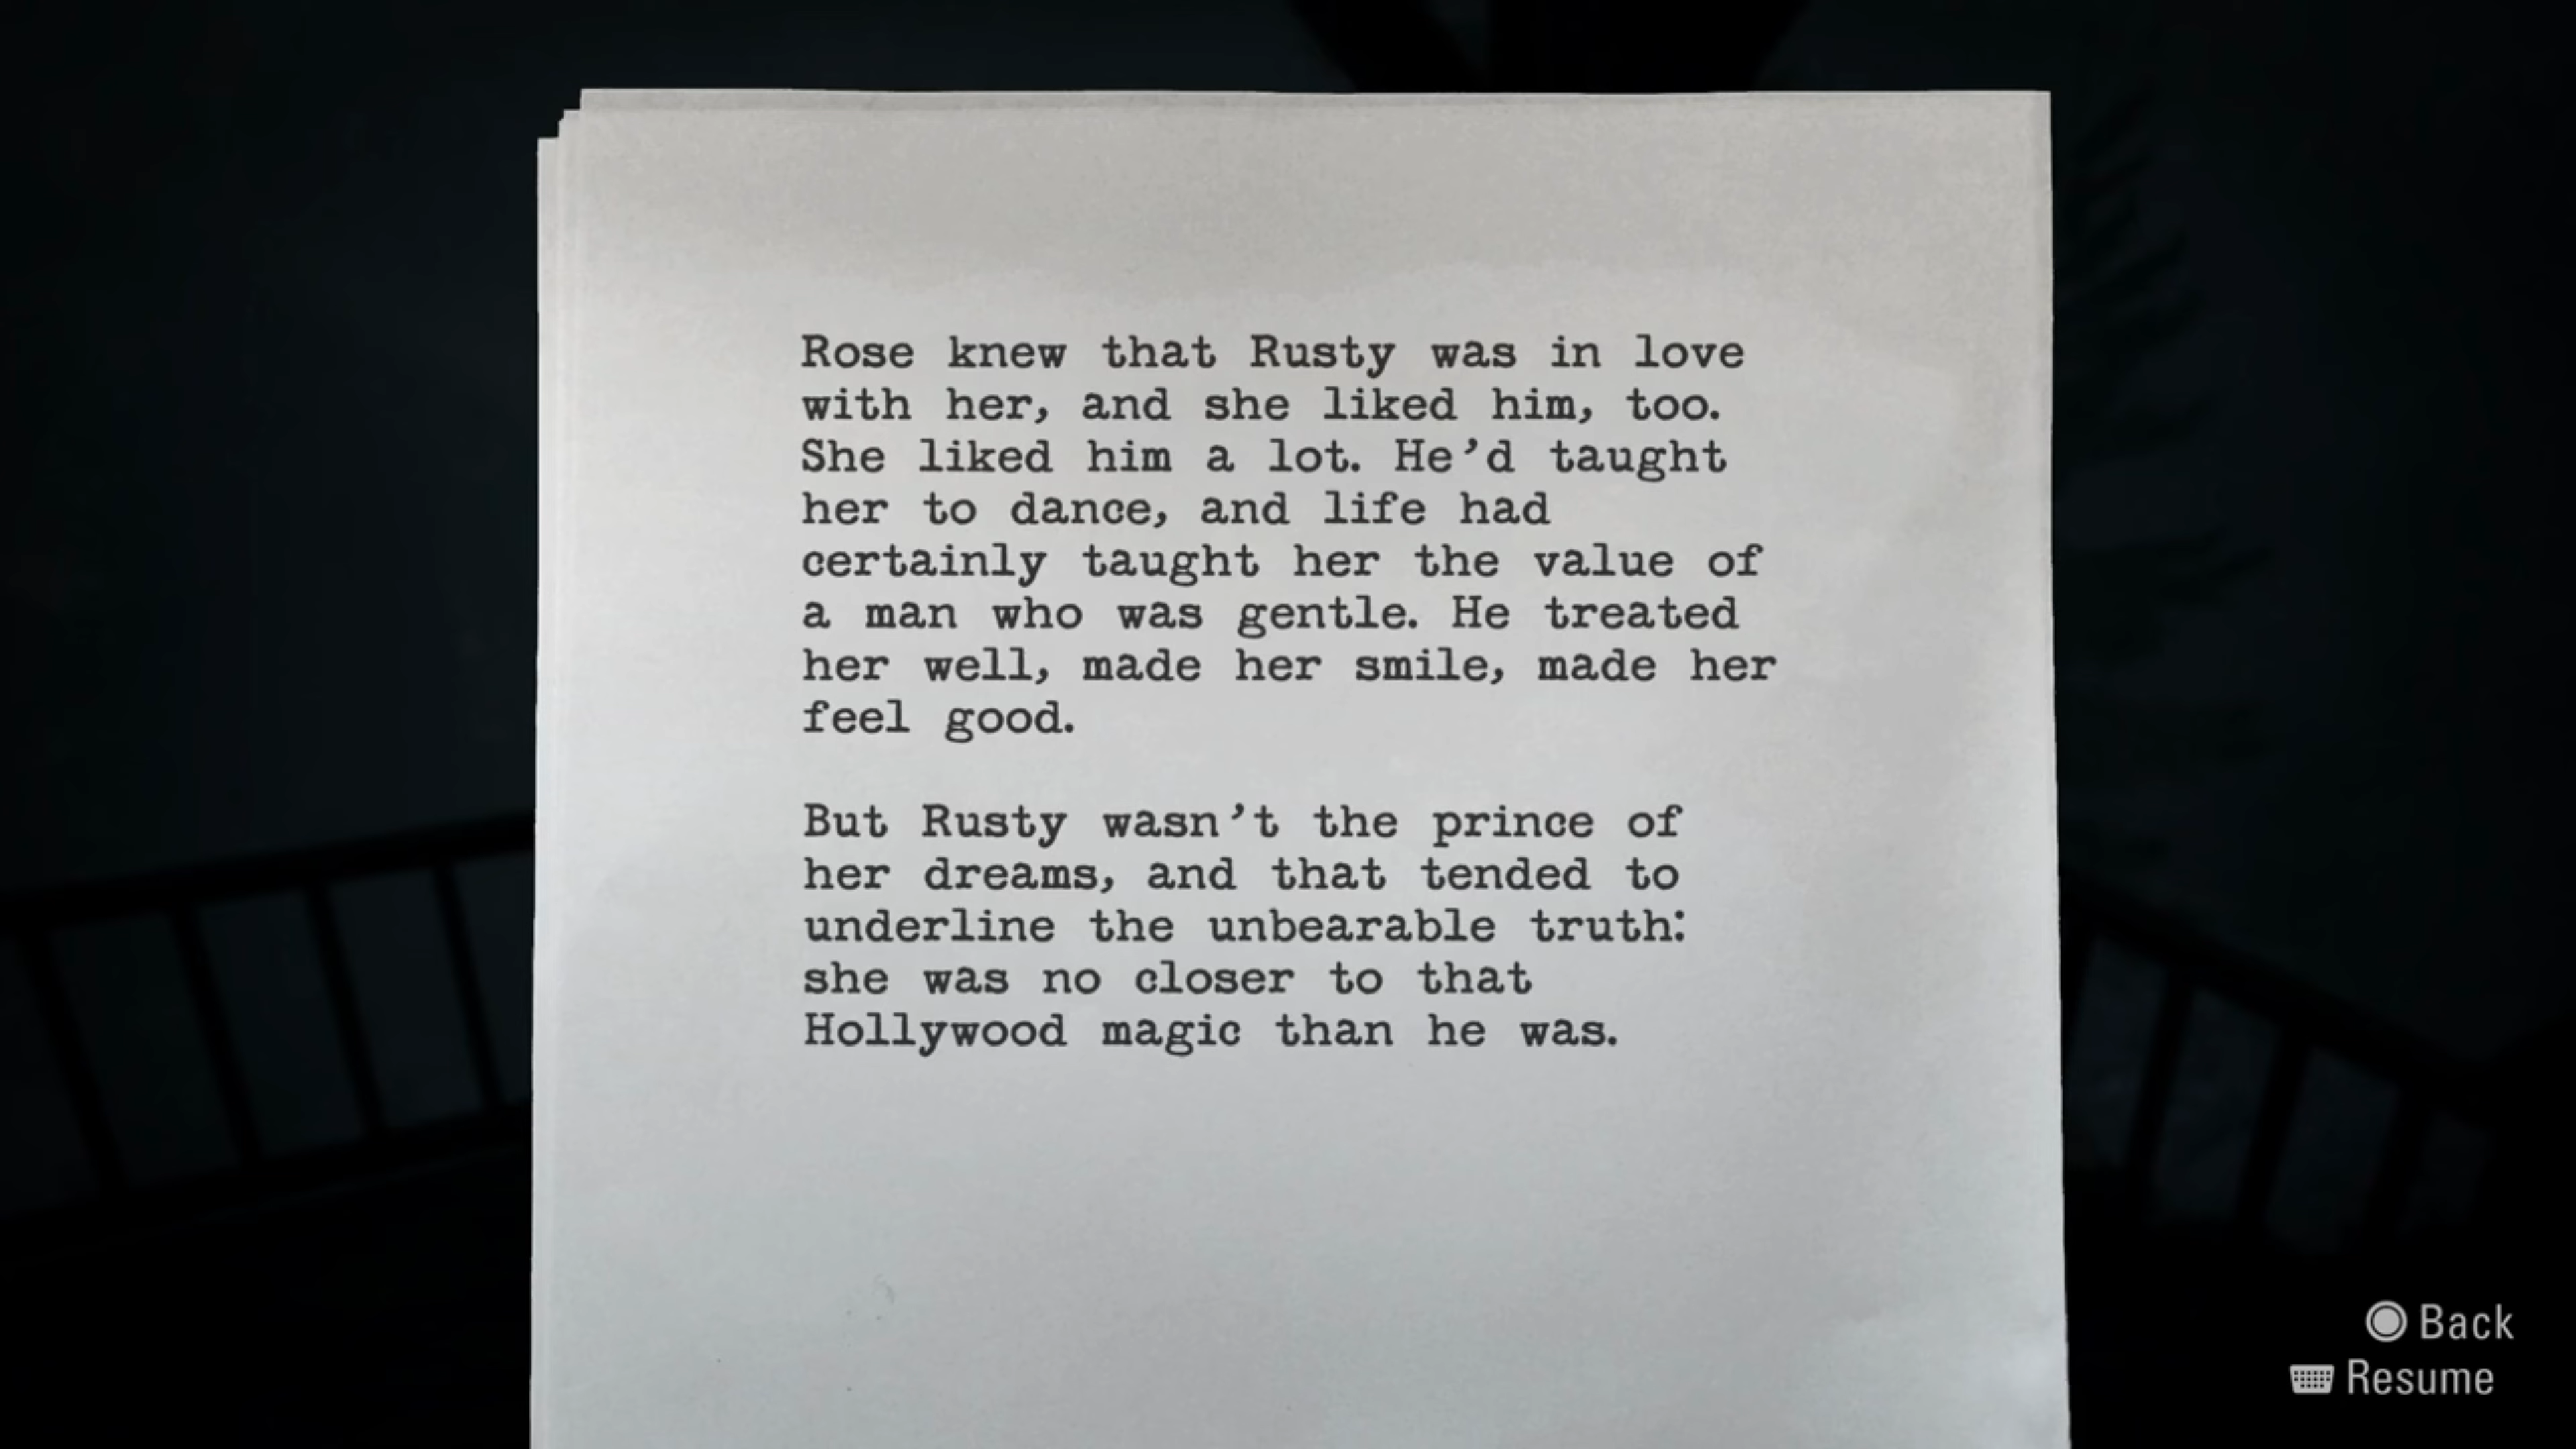 Rose knew that Rusty was in love
with her, and she liked him, too.
She liked him a lot. He’d taught
her to dance, and life had
certainly taught her the value of
a man who was gentle. He treated
her well, made her smile, made her
feel good.
But Rusty wasn’t the prince of
her dreams, and that tended to
underline the unbearable truth:
she was no closer to that
Hollywood magic than he was.
Back
Resume